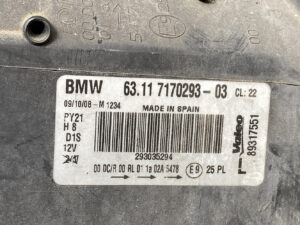 BMW 63.11 7170293 - 03 CL: 22
09/10/08 - M 1234 MADE IN SPAIN
PY21
H 8
D1S
12V
293035294
00 0C/R 00 RL 01 1a 02A 5478 E9 25 PL
Valeo
89317551